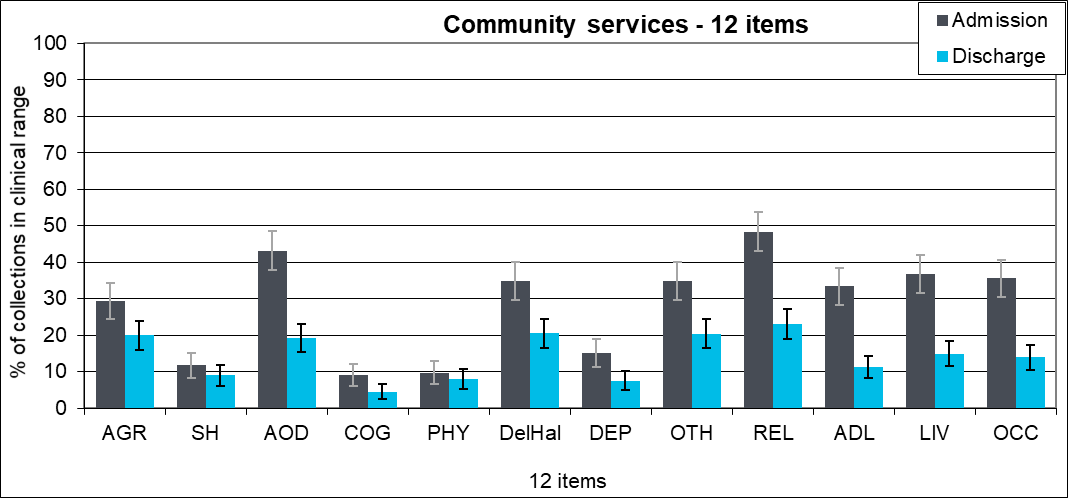 Community services - 12 items
Admission
Discharge
% of collections in clinical range
100
90
80
70
60
50
40
30
20
10
0
AGR SH AOD COG PHY DelHal DEP OTH REL ADL LIV OCC
12 items